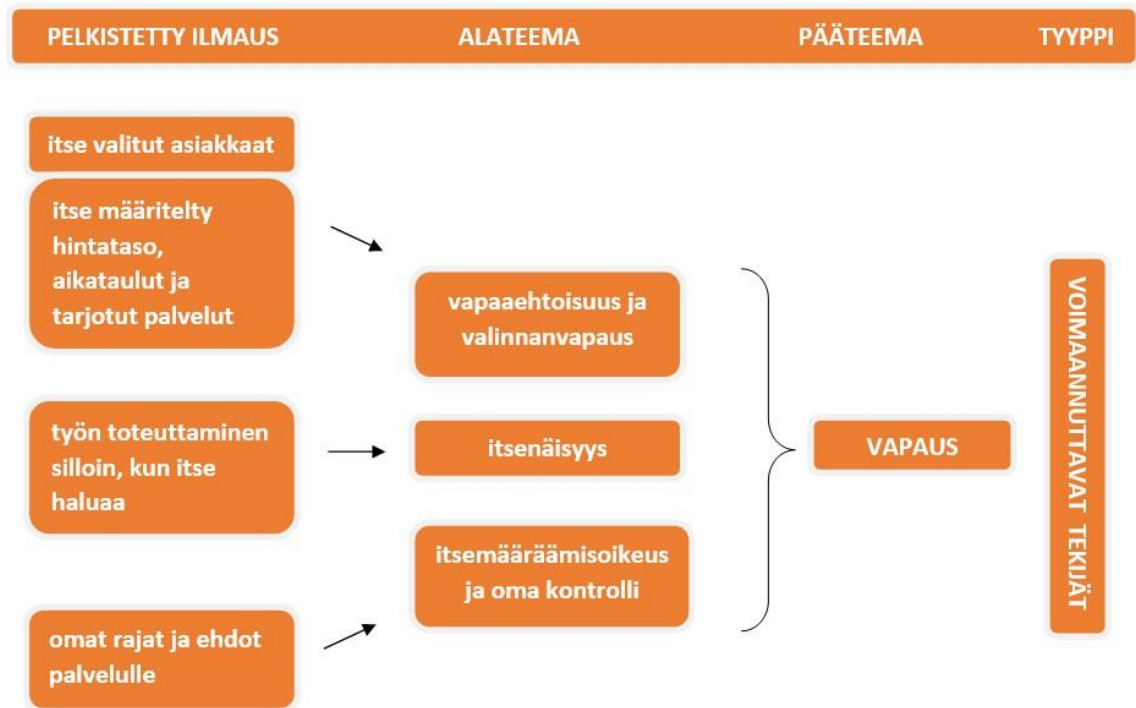 PELKISTETTY ILMAUS ALATEEMA PÄÄTEEMA TYYPPI
itse valitut asiakkaat
itse määritelty
hintataso,
aikataulut ja
tarjotut palvelut
työn toteuttaminen
silloin, kun itse
haluaa
omat rajat ja ehdot
palvelulle
vapaaehtoisuus ja
valinnanvapaus
itsenäisyys
itsemääräämisoikeus
ja oma kontrolli
VAPAUS
VOIMAANNUTTAVAT TEKIJÄT